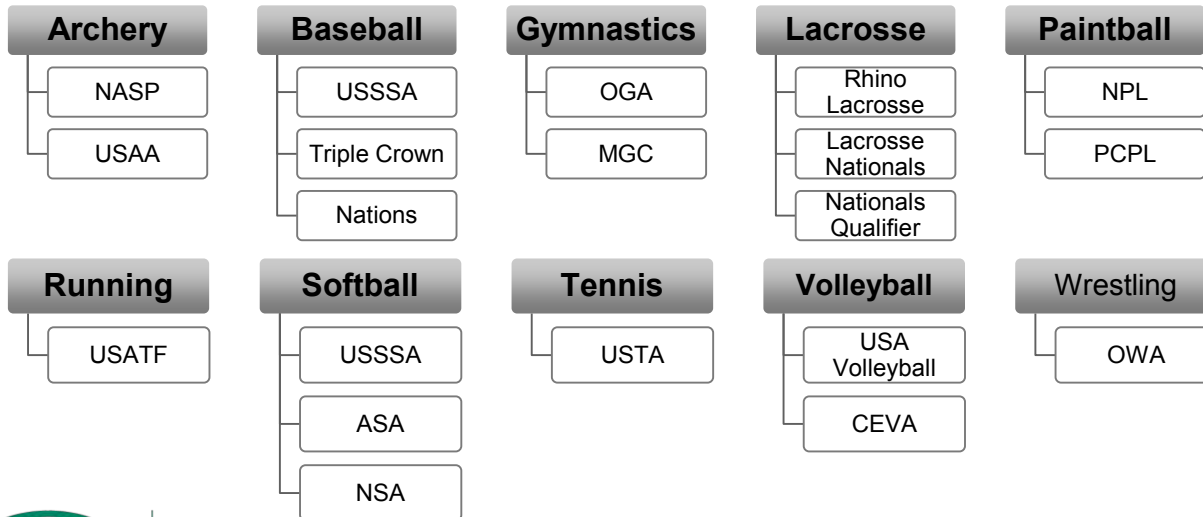 Archery
NASP
USAA
Baseball
USSSA
Triple Crown
Nations
Gymnastics
OGA
MGC
Lacrosse
Rhino
Lacrosse
Lacrosse
Nationals
Nationals
Qualifier
Paintball
NPL
PCPL
Running
USATF
Softball
USSSA
ASA
NSA
Tennis
USTA
Volleyball
USA
Volleyball
CEVA
Wrestling
OWA